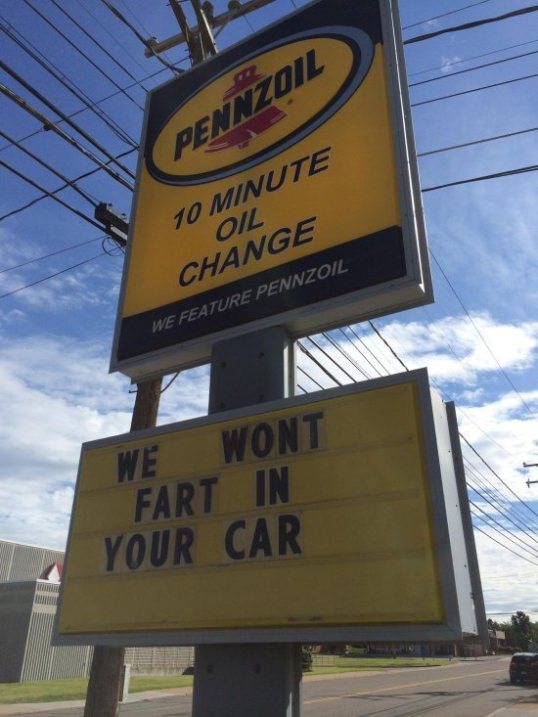 PENNZOIL
10 MINUTE
OIL
CHANGE
WE FEATURE PENNZOIL
WE WONT
FART IN
YOUR CAR